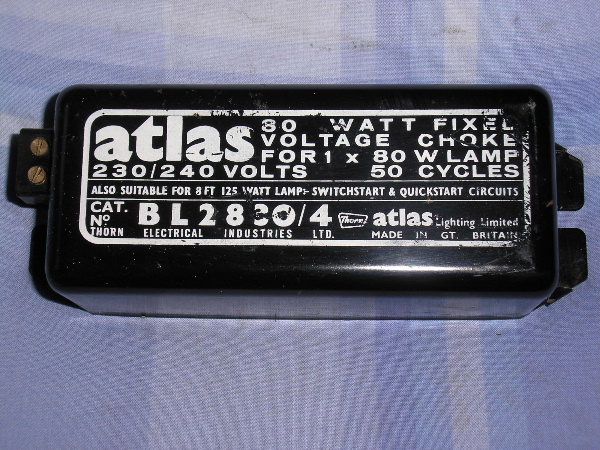 atlas 80 WATT FIXED
VOLTAGE CHOKE
FOR 1 x 80 W LAMP
230/240 VOLTS 50 CYCLES
ALSO SUITABLE FOR 8 FT 125 WATT LAMP- SWITCHSTART & QUICKSTART CIRCUITS
CAT. Nº BL2830/4 THORN atlas Lighting Limited
THORN ELECTRICAL INDUSTRIES LTD. MADE IN GT. BRITAIN